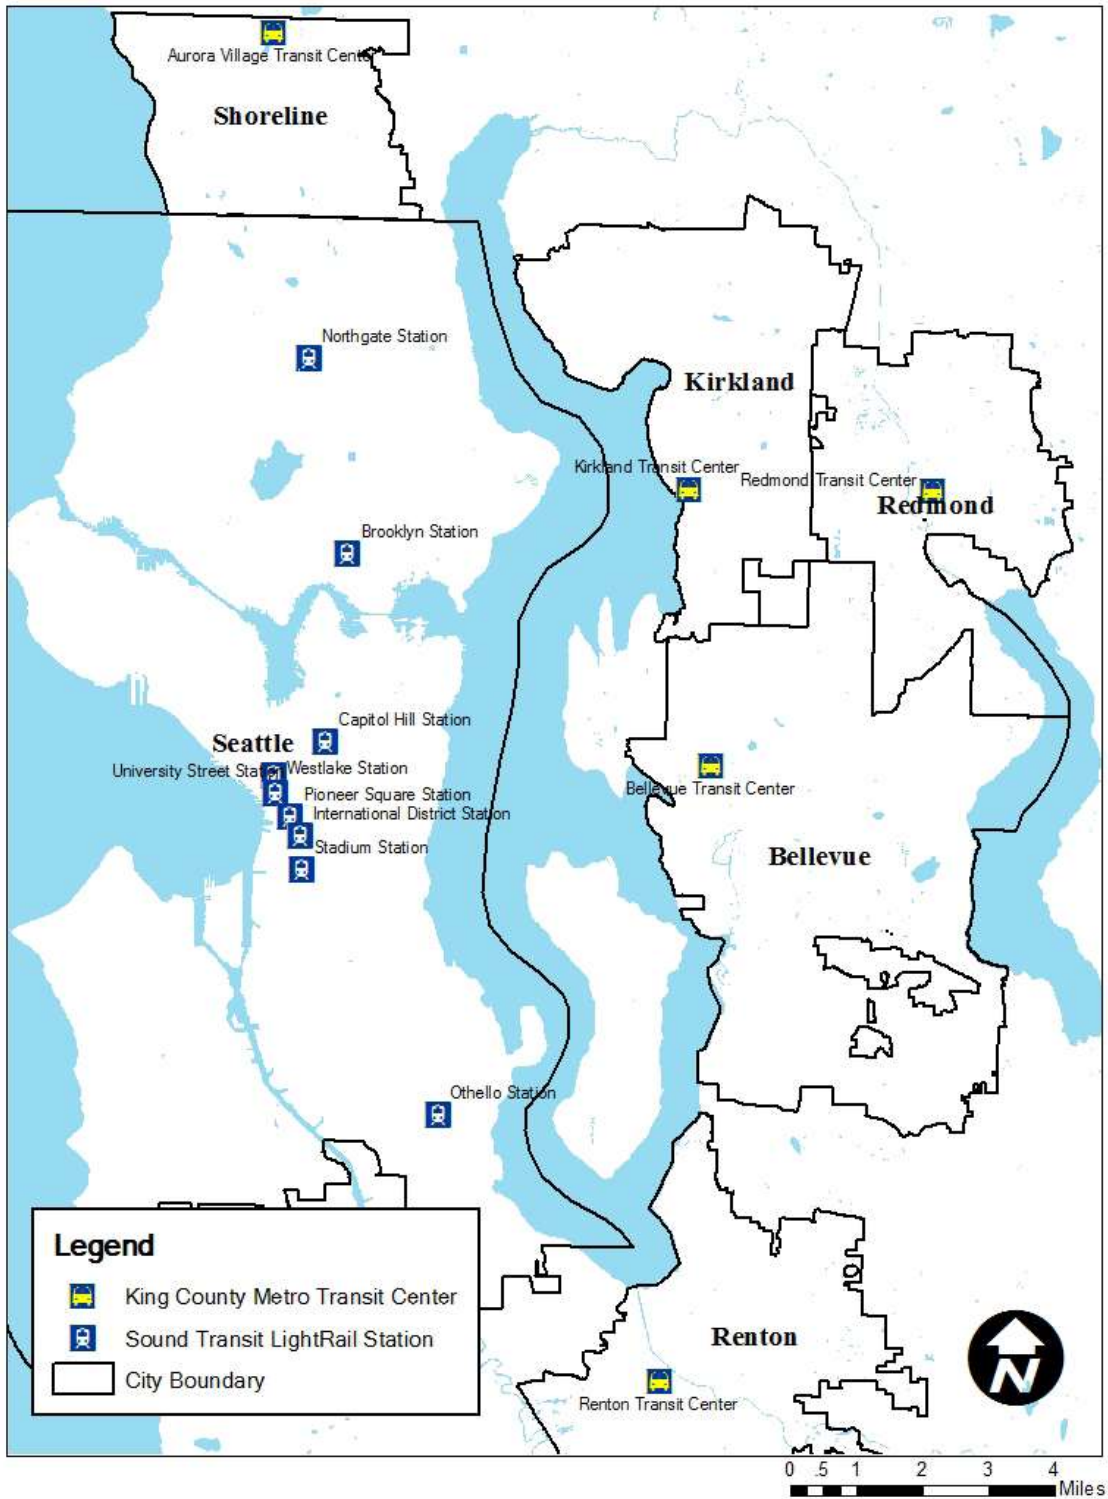 Aurora Village Transit Center
Shoreline
Northgate Station
Kirkland
Kirkland Transit Center
Redmond Transit Center
Redmond
Brooklyn Station
Capitol Hill Station
Seattle
Westlake Station
University Street Station
Pioneer Square Station
International District Station
Stadium Station
Bellevue Transit Center
Bellevue
Othello Station
Legend
King County Metro Transit Center
Sound Transit LightRail Station
City Boundary
Renton
Renton Transit Center
N
0 .5 1 2 3 4
Miles